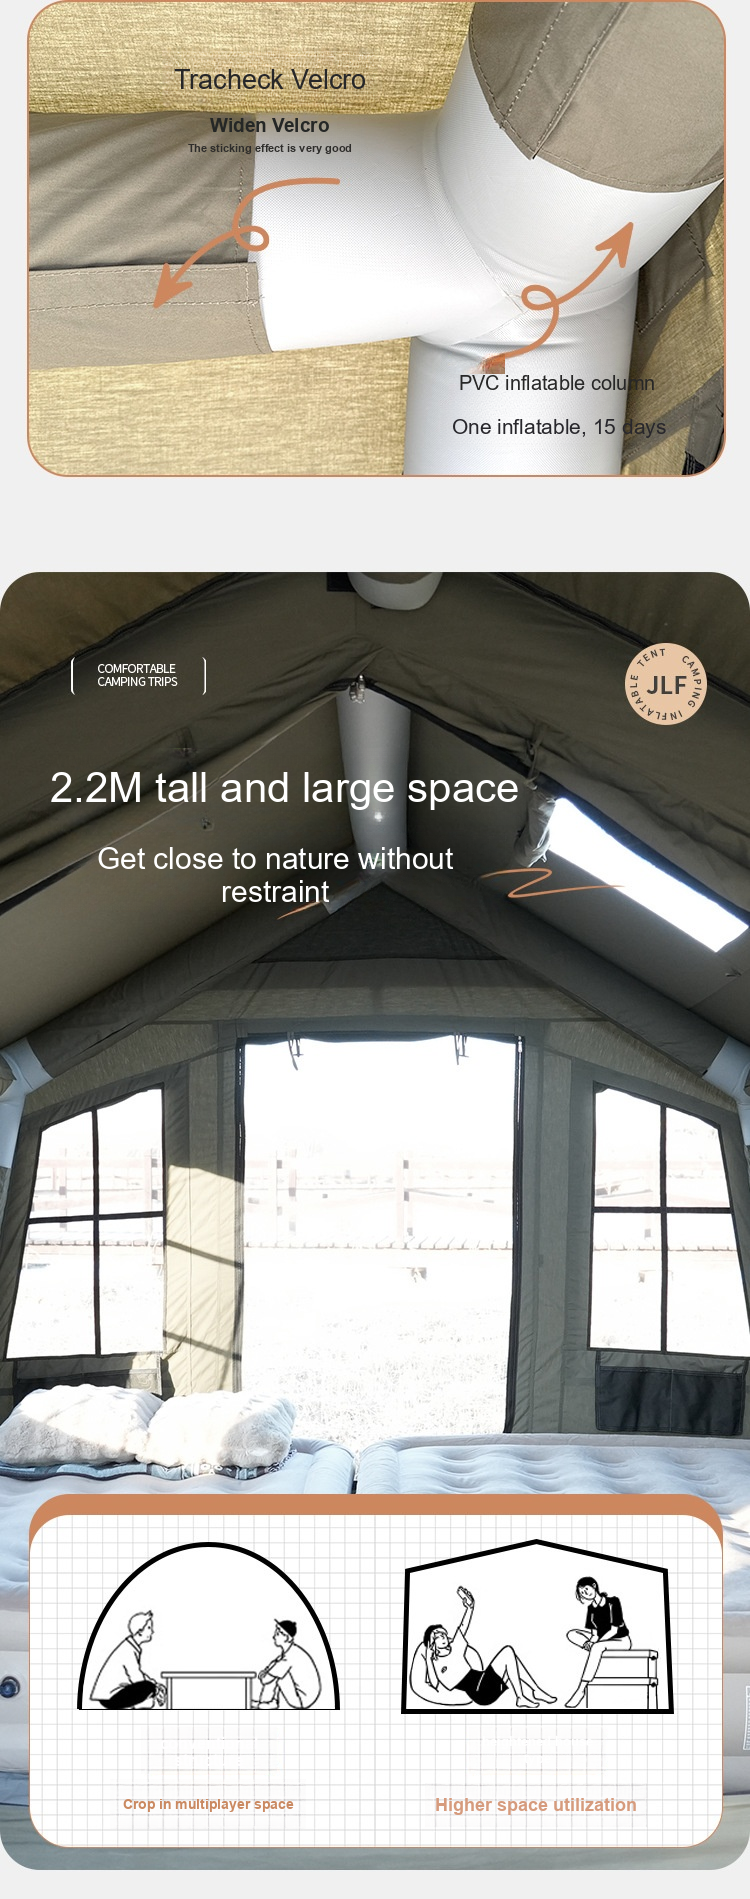 Tracheck Velcro
Widen Velcro
The sticking effect is very good
PVC inflatable column
One inflatable, 15 days
COMFORTABLE
CAMPING TRIPS
CAMPING INFLATABLE TENT
JLF
2.2M tall and large space
Get close to nature without
restraint
Crop in multiplayer space
Higher space utilization